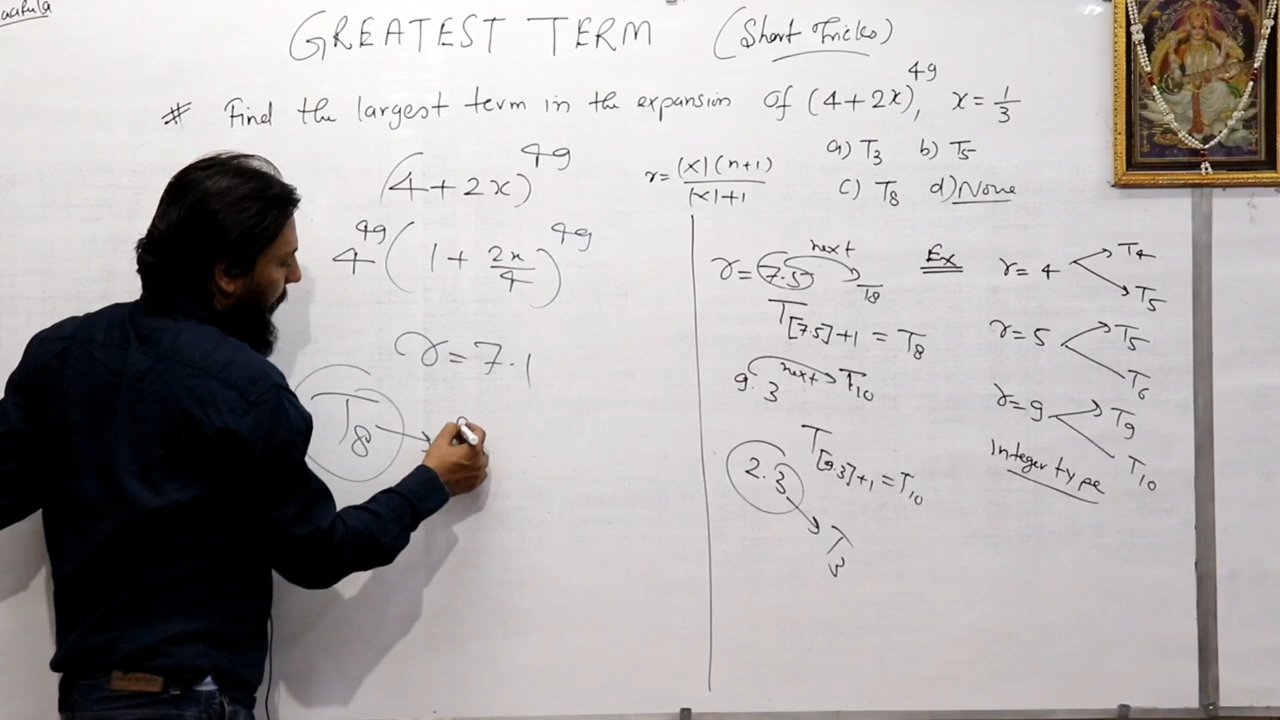 GREATEST TERM (Short Tricks)
# Find the largest term in the expansion of (4+2x)^49, x = 1/3
a) T3 b) T5
c) T8 d) None
(4+2x)^49
4^49 (1 + 2x/4)^49
r = 7.1
T8 →
r = (x)(n+1)/(x)+1
r = 7.5 next T8
T[7.5]+1 = T8
9.3 next T10
T[9.3]+1 = T10
2.3
T3
Ex r = 4 T4
T5
r = 5 T5
T6
r = 9 T9
T10
Integer type